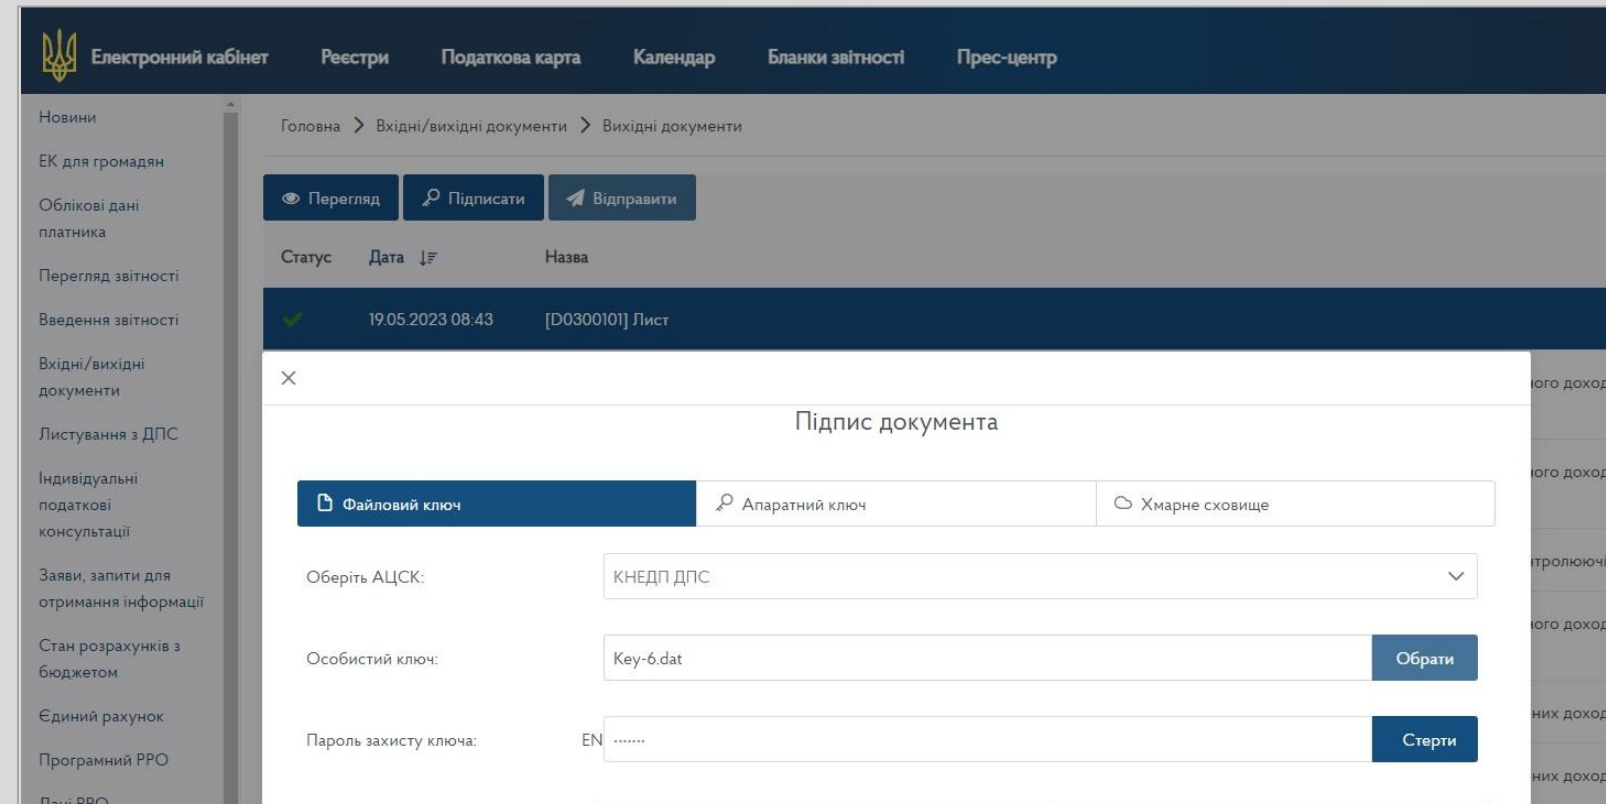 Електронний кабінет Реєстри Податкова карта Календар Бланки звітності Прес-центр
Новини
ЕК для громадян
Облікові дані
платника
Перегляд звітності
Введення звітності
Вхідні/вихідні
документи
Листування з ДПС
Індивідуальні
податкові
консультації
Заяви, запити для
отримання інформації
Стан розрахунків з
бюджетом
Єдиний рахунок
Програмний РРО
Дані РРО
Головна > Вхідні/вихідні документи > Вихідні документи
Перегляд Підписати Відправити
Статус Дата Назва
19.05.2023 08:43 [D0300101] Лист
Підпис документа
Файловий ключ Апаратний ключ Хмарне сховище
Оберіть АЦСК: КНЕДП ДПС
Особистий ключ: Key-6.dat Обрати
Пароль захисту ключа: EN ······· Стерти